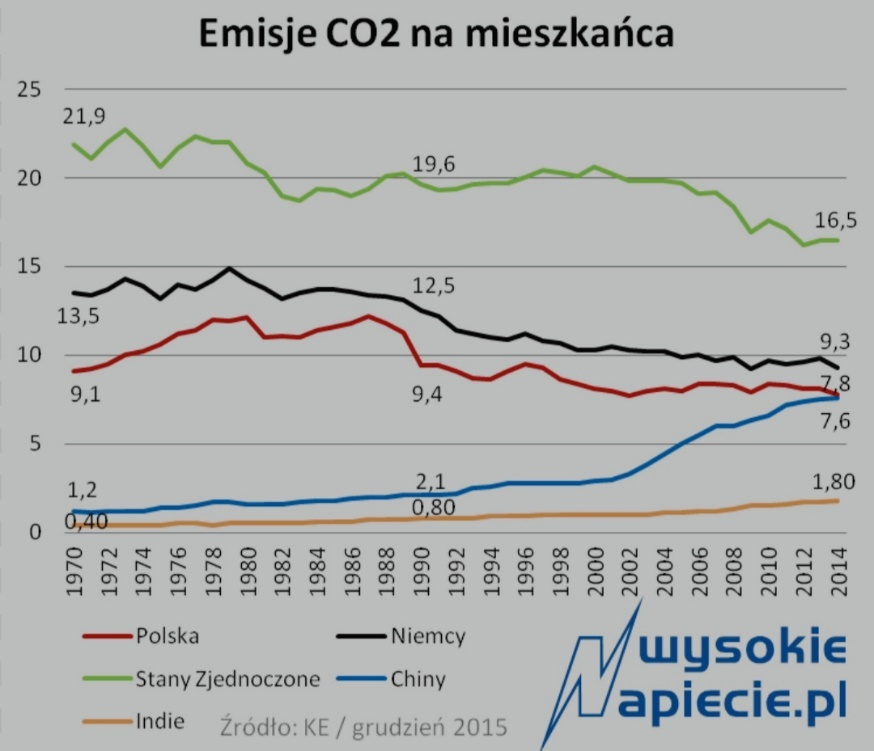 Emisje CO2 na mieszkańca
25
20
15
10
5
0
21,9
19,6
16,5
13,5
12,5
9,3
9,1
9,4
7,8
7,6
1,2
2,1
0,40
0,80
1,80
1970 1972 1974 1976 1978 1980 1982 1984 1986 1988 1990 1992 1994 1996 1998 2000 2002 2004 2006 2008 2010 2012 2014
Polska Niemcy
Stany Zjednoczone Chiny
Indie
Źródło: KE / grudzień 2015
wysokie
apiecie.pl